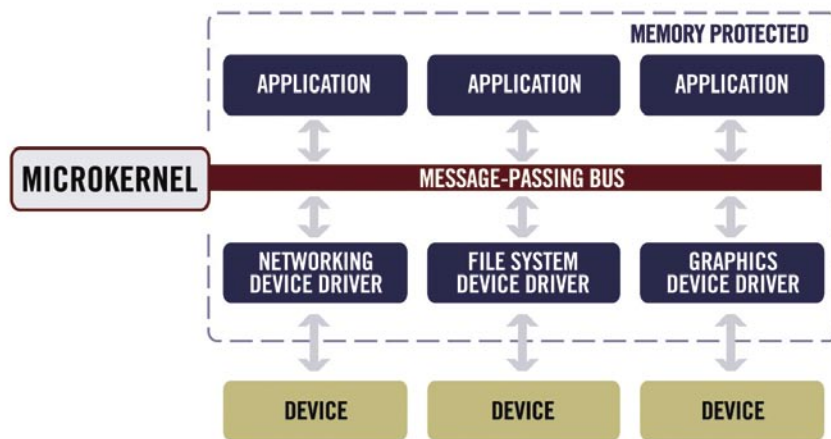 MEMORY PROTECTED
APPLICATION
APPLICATION
APPLICATION
MICROKERNEL
MESSAGE-PASSING BUS
NETWORKING
DEVICE DRIVER
FILE SYSTEM
DEVICE DRIVER
GRAPHICS
DEVICE DRIVER
DEVICE
DEVICE
DEVICE